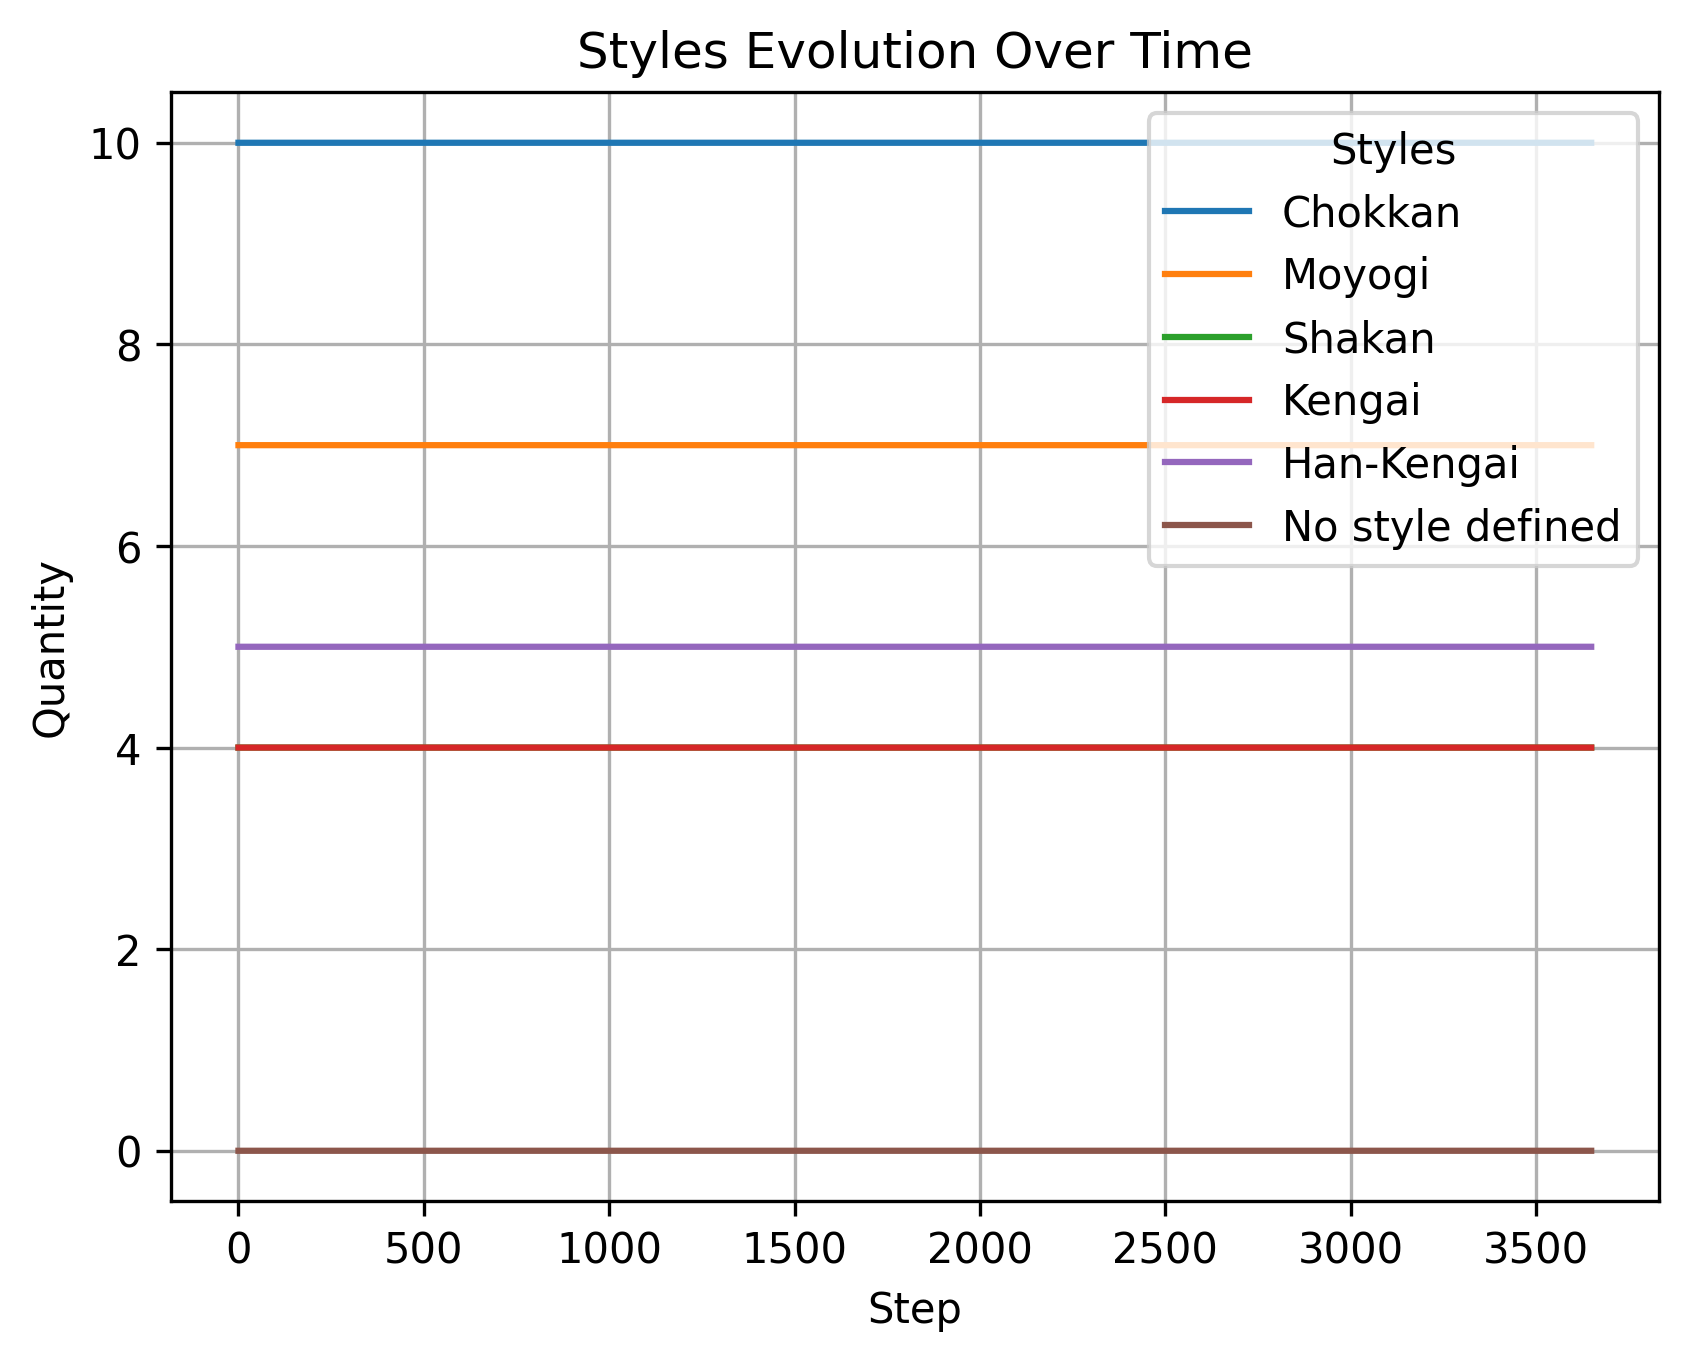 Styles Evolution Over Time
Quantity
10
8
6
4
2
0
Styles
Chokkan
Moyogi
Shakan
Kengai
Han-Kengai
No style defined
0 500 1000 1500 2000 2500 3000 3500
Step